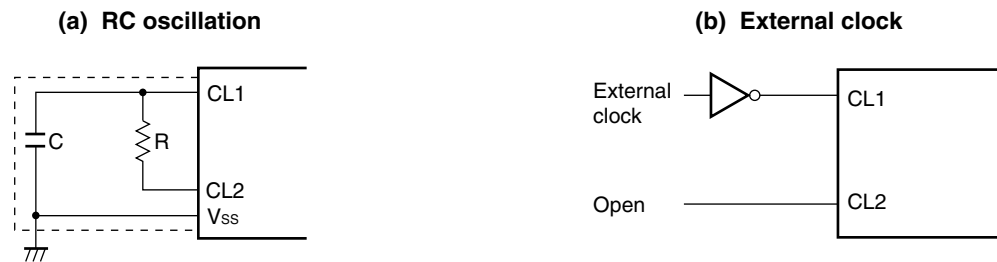 (a) RC oscillation
CL1
C
R
CL2
VSS
(b) External clock
External
clock
CL1
Open
CL2